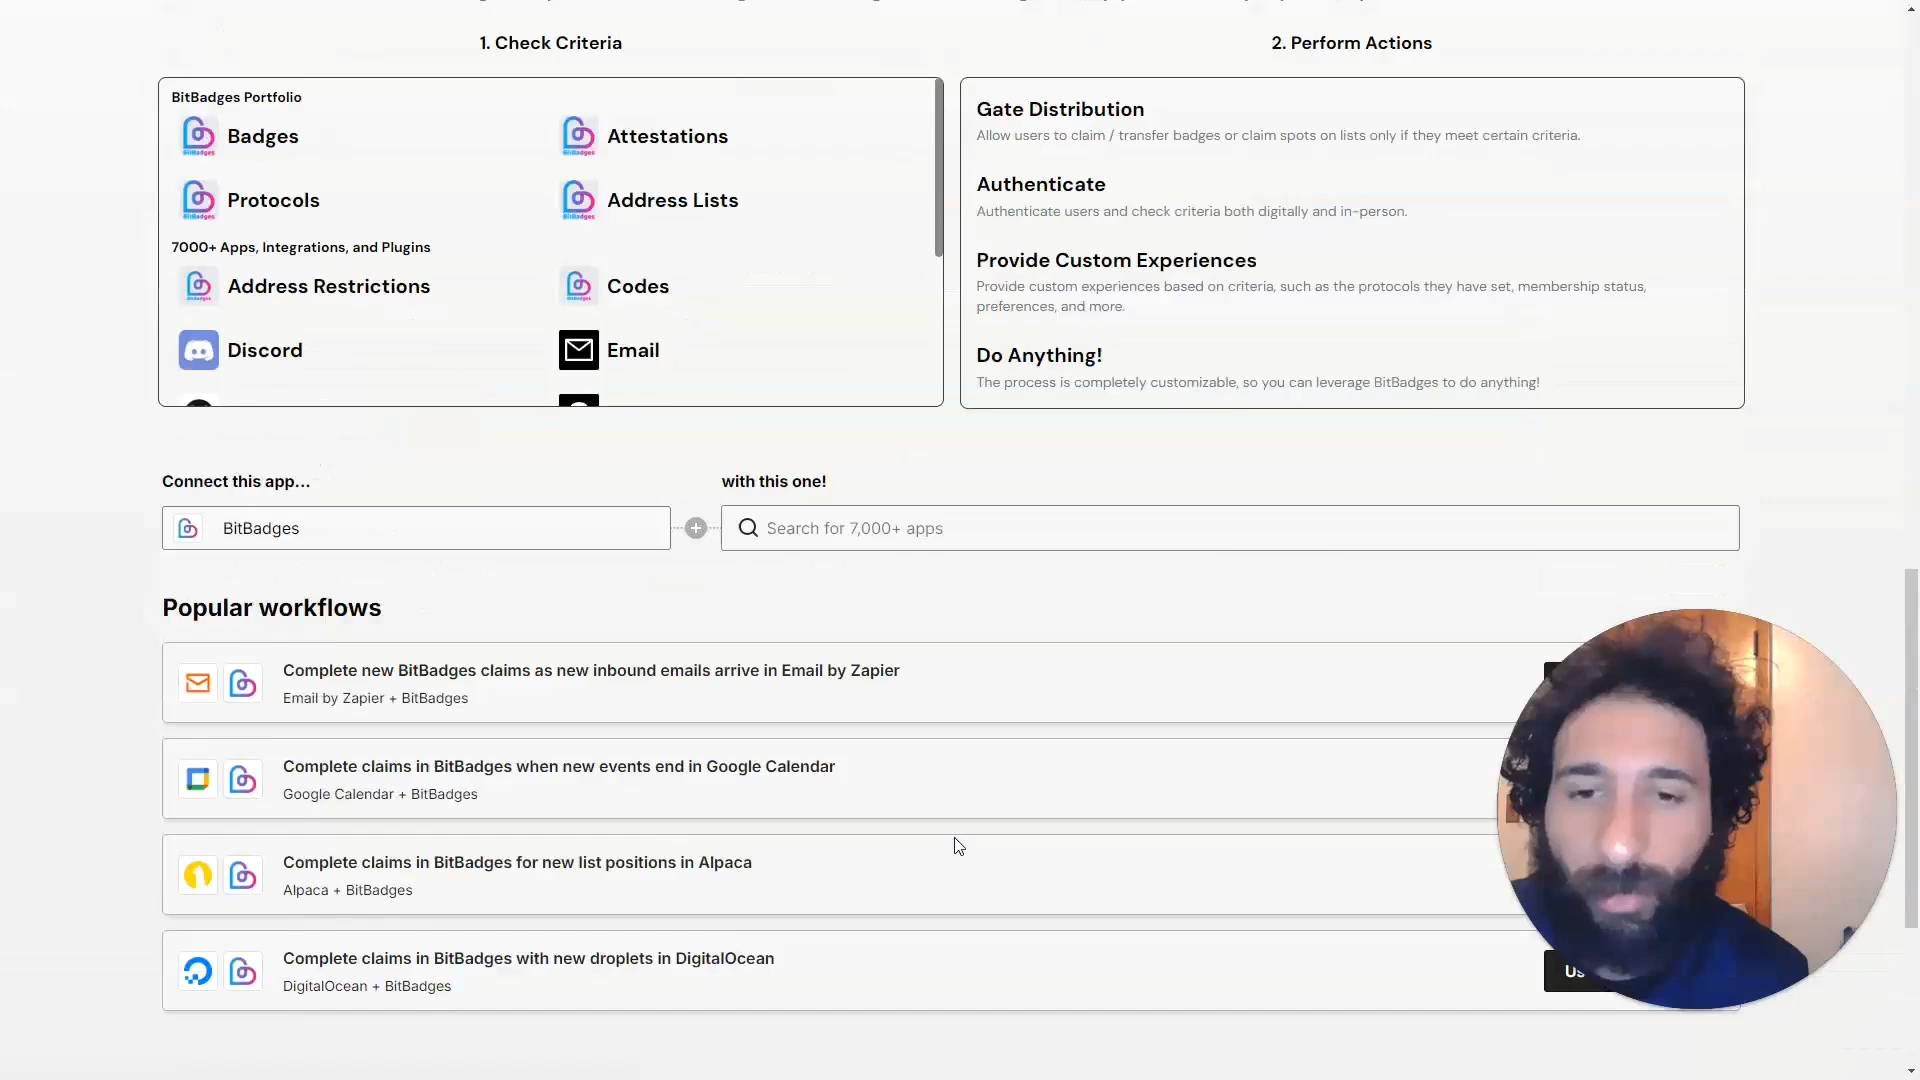 1. Check Criteria
2. Perform Actions
BitBadges Portfolio
Badges
Attestations
Protocols
Address Lists
7000+ Apps, Integrations, and Plugins
Address Restrictions
Codes
Discord
Email
Gate Distribution
Allow users to claim / transfer badges or claim spots on lists only if they meet certain criteria.
Authenticate
Authenticate users and check criteria both digitally and in-person.
Provide Custom Experiences
Provide custom experiences based on criteria, such as the protocols they have set, membership status,
preferences, and more.
Do Anything!
The process is completely customizable, so you can leverage BitBadges to do anything!
Connect this app...
with this one!
BitBadges
Search for 7,000+ apps
Popular workflows
Complete new BitBadges claims as new inbound emails arrive in Email by Zapier
Email by Zapier + BitBadges
Complete claims in BitBadges when new events end in Google Calendar
Google Calendar + BitBadges
Complete claims in BitBadges for new list positions in Alpaca
Alpaca + BitBadges
Complete claims in BitBadges with new droplets in DigitalOcean
DigitalOcean + BitBadges